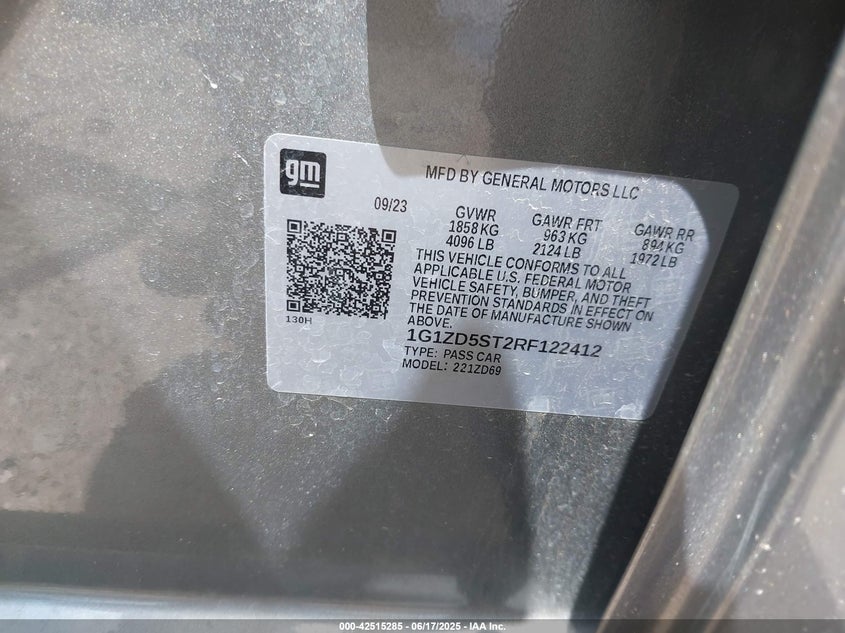 gm
MFD BY GENERAL MOTORS LLC
09/23
GVWR GAWR FRT GAWR RR
1858 KG 963 KG 894 KG
4096 LB 2124 LB 1972 LB
THIS VEHICLE CONFORMS TO ALL
APPLICABLE U.S. FEDERAL MOTOR
VEHICLE SAFETY, BUMPER, AND THEFT
PREVENTION STANDARDS IN EFFECT ON
THE DATE OF MANUFACTURE SHOWN
ABOVE.
130H
1G1ZD5ST2RF122412
TYPE: PASS CAR
MODEL: 221ZD69
000-42515285 - 06/17/2025 - IAA Inc.